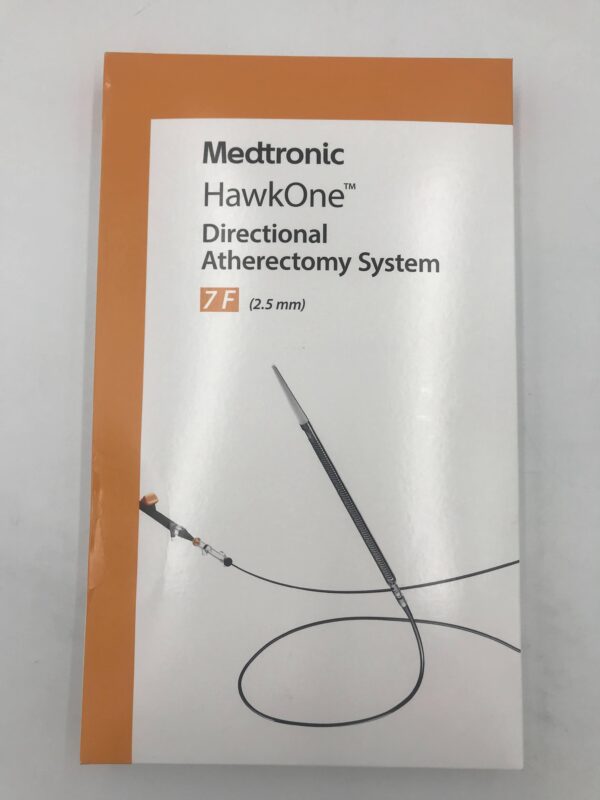 Medtronic
HawkOne™
Directional
Atherectomy System
7 F (2.5 mm)